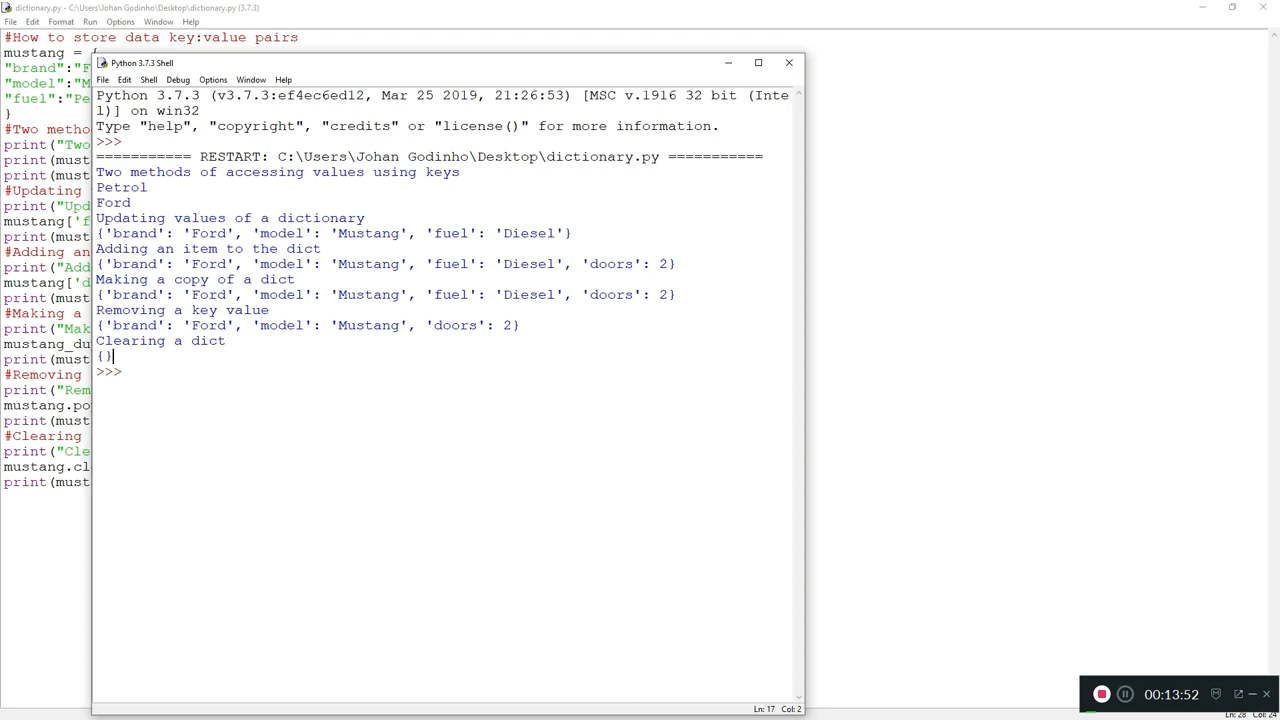 dictionary.py - C:\Users\Johan Godinho\Desktop\dictionary.py (3.7.3)
File Edit Format Run Options Window Help
#How to store data key:value pairs
mustang = {
"brand":"F
"model":"M
"fuel":"Pe
}
#Two metho
print("Two
print(must
print(must
#Updating
print("Upd
mustang['f
print(must
#Adding an
print("Add
mustang['d
print(must
#Making a
print("Mak
mustang_du
print(must
#Removing
print("Rem
mustang.po
print(must
#Clearing
print("Cle
mustang.cl
print(must
Python 3.7.3 Shell
File Edit Shell Debug Options Window Help
Python 3.7.3 (v3.7.3:ef4ec6ed12, Mar 25 2019, 21:26:53) [MSC v.1916 32 bit (Inte
l)] on win32
Type "help", "copyright", "credits" or "license()" for more information.
>>>
=========== RESTART: C:\Users\Johan Godinho\Desktop\dictionary.py ===========
Two methods of accessing values using keys
Petrol
Ford
Updating values of a dictionary
{'brand': 'Ford', 'model': 'Mustang', 'fuel': 'Diesel'}
Adding an item to the dict
{'brand': 'Ford', 'model': 'Mustang', 'fuel': 'Diesel', 'doors': 2}
Making a copy of a dict
{'brand': 'Ford', 'model': 'Mustang', 'fuel': 'Diesel', 'doors': 2}
Removing a key value
{'brand': 'Ford', 'model': 'Mustang', 'doors': 2}
Clearing a dict
{}
>>>
Ln: 17 Col: 2
00:13:52
Ln: 28 Col: 24